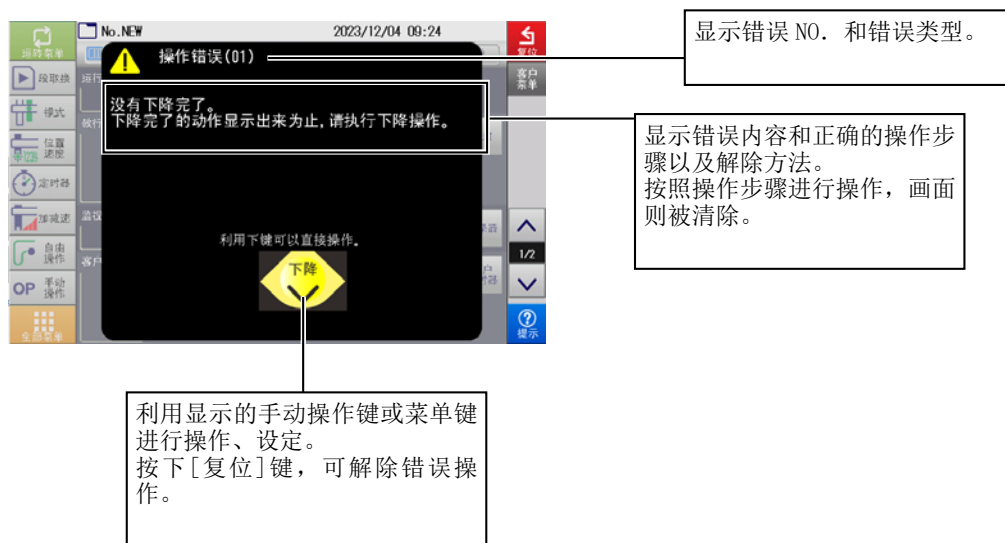 No.NEW 2023/12/04 09:24
运转菜单
段取换
模式
位置
速度
定时器
加减速
自由
操作
OP 手动
操作
全部菜单
操作错误(01)
没有下降完了。
下降完了的动作显示出来为止,请执行下降操作。
利用下键可以直接操作。
下降
复位
客户
菜单
1/2
提示
显示错误 NO. 和错误类型。
显示错误内容和正确的操作步
骤以及解除方法。
按照操作步骤进行操作，画面
则被清除。
利用显示的手动操作键或菜单键
进行操作、设定。
按下[复位]键，可解除错误操
作。